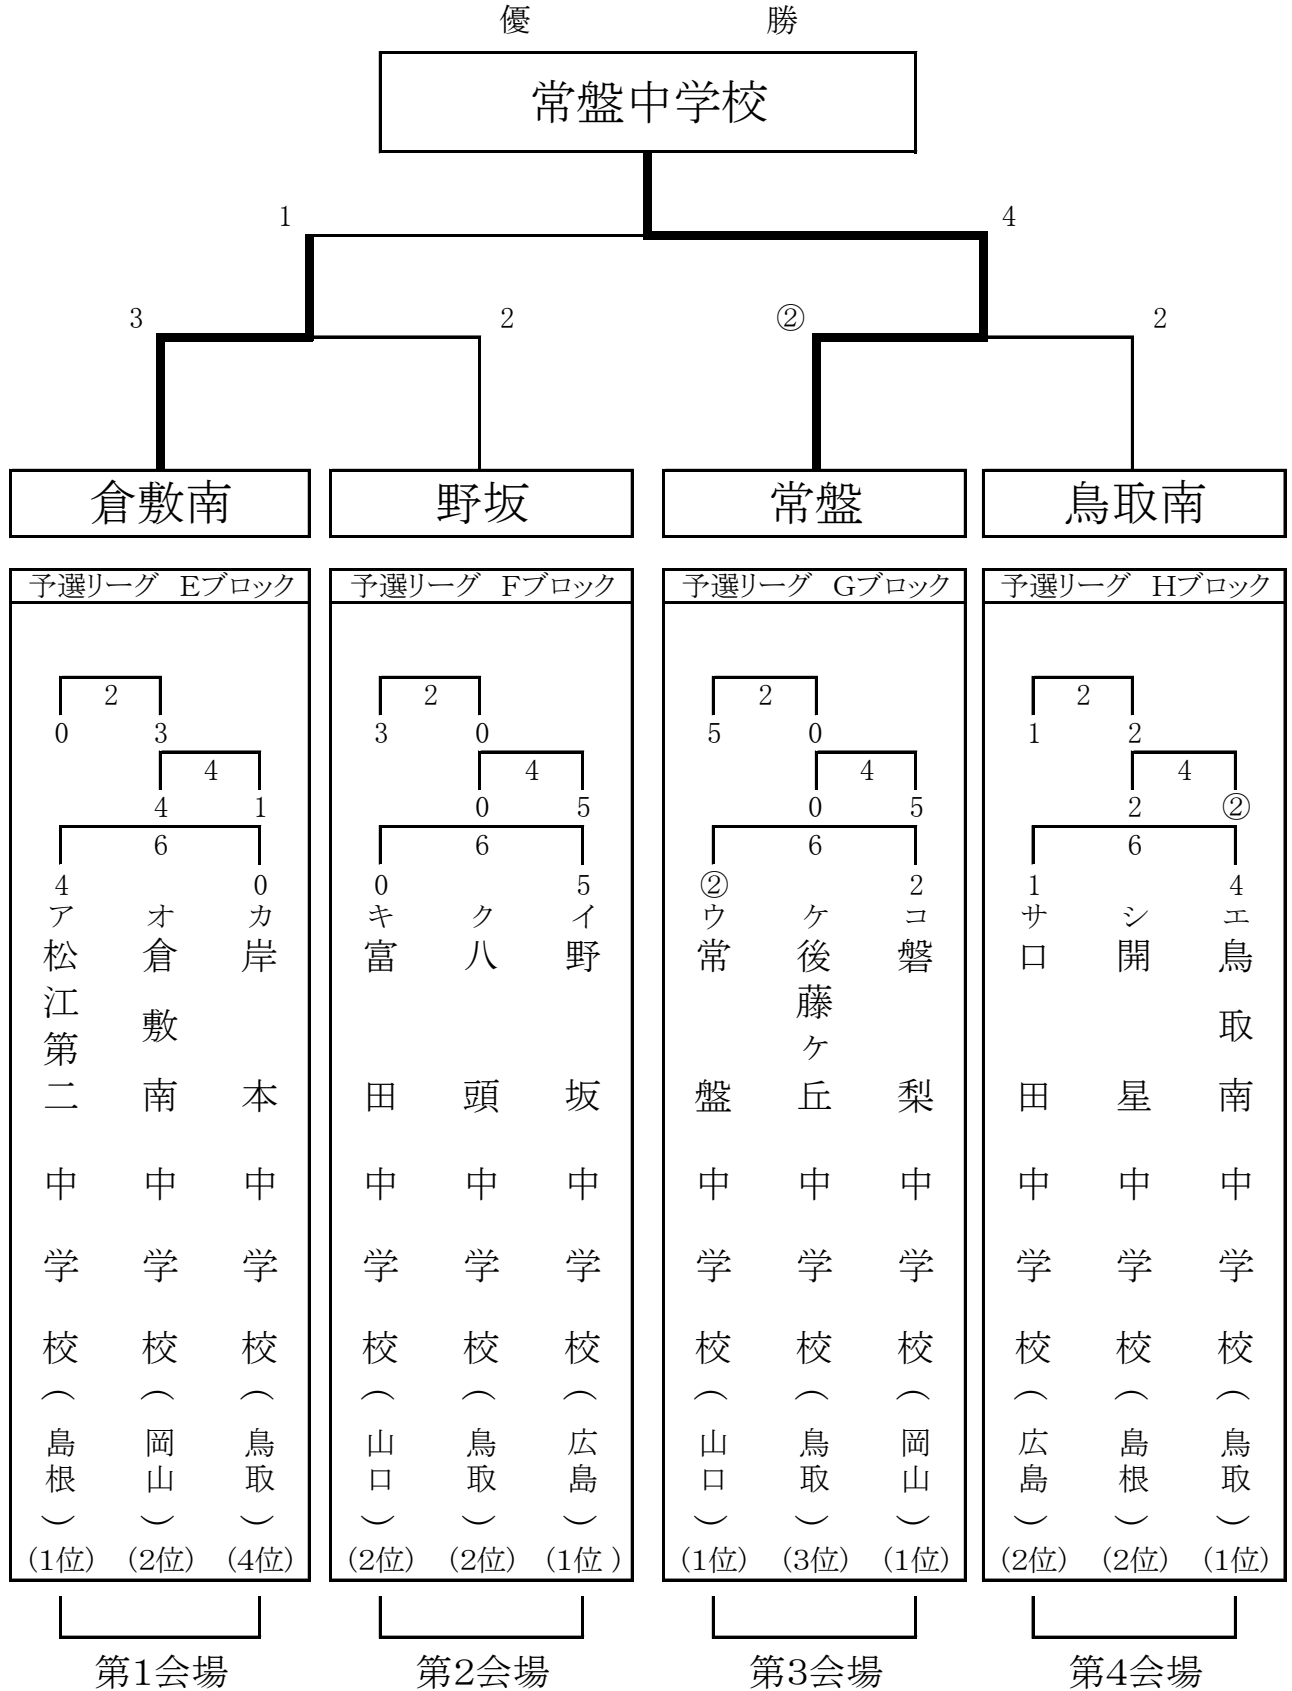 優　勝
常盤中学校
1　4
3　2　②　2
倉敷南　野坂　常盤　鳥取南
予選リーグ　Eブロック
2
0　3
4
4　1
6
4　0
ア　松江第二中学校（島根）　(1位)
オ　倉敷南中学校（岡山）　(2位)
カ　岸本中学校（鳥取）　(4位)
第1会場
予選リーグ　Fブロック
2
3　0
4
0　5
6
0　5
キ　富田中学校（山口）　(2位)
ク　八頭中学校（鳥取）　(2位)
イ　野坂中学校（広島）　(1位 )
第2会場
予選リーグ　Gブロック
2
5　0
4
0　5
6
②　2
ウ　常盤中学校（山口）　(1位)
ケ　後藤ケ丘中学校（鳥取）　(3位)
コ　磐梨中学校（岡山）　(1位)
第3会場
予選リーグ　Hブロック
2
1　2
4
2　②
6
1　4
サ　口田中学校（広島）　(2位)
シ　開星中学校（島根）　(2位)
エ　鳥取南中学校（鳥取）　(1位)
第4会場